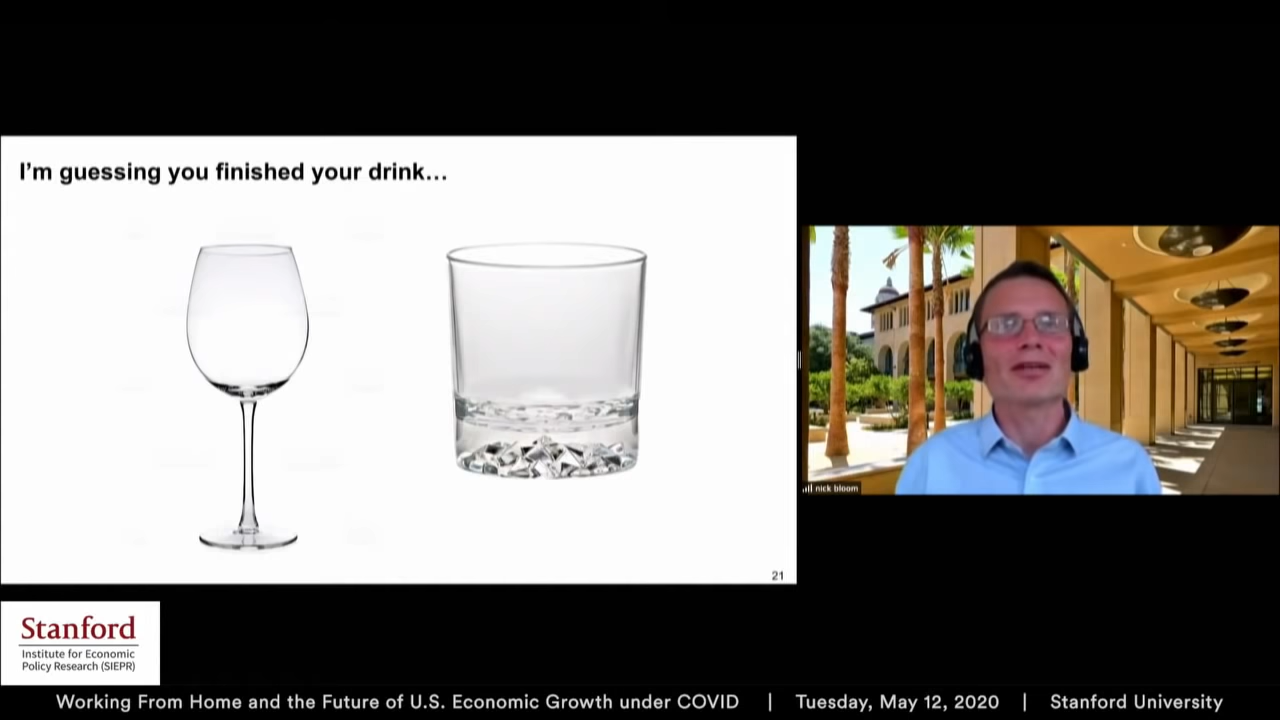 I'm guessing you finished your drink…
21
nick bloom
Stanford
Institute for Economic
Policy Research (SIEPR)
Working From Home and the Future of U.S. Economic Growth under COVID | Tuesday, May 12, 2020 | Stanford University